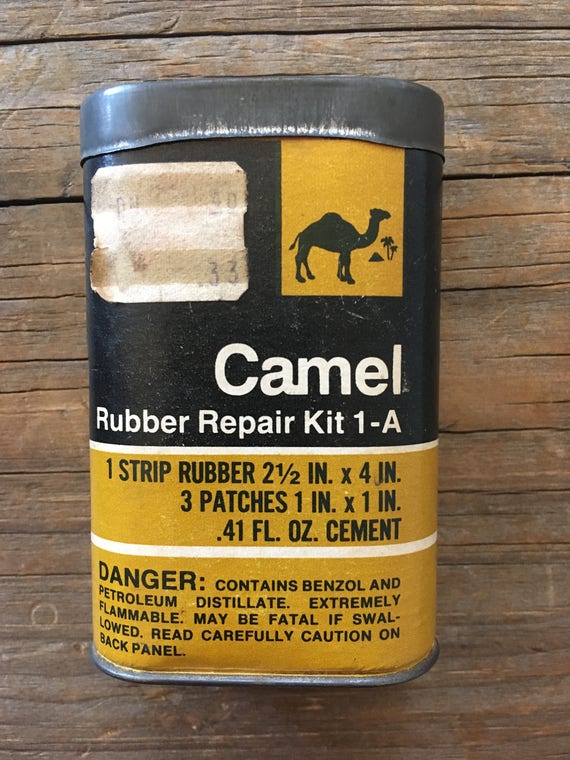 .33
Camel
Rubber Repair Kit 1-A
1 STRIP RUBBER 2½ IN. x 4 IN.
3 PATCHES 1 IN. x 1 IN.
.41 FL. OZ. CEMENT
DANGER: CONTAINS BENZOL AND
PETROLEUM DISTILLATE. EXTREMELY
FLAMMABLE. MAY BE FATAL IF SWAL-
LOWED. READ CAREFULLY CAUTION ON
BACK PANEL.